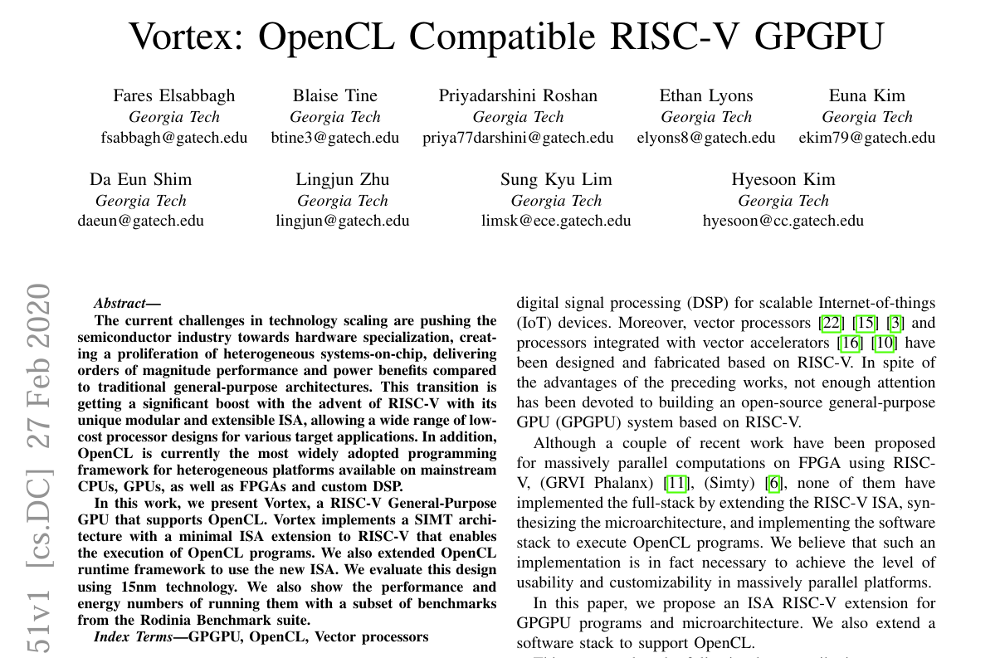 Vortex: OpenCL Compatible RISC-V GPGPU
Fares Elsabbagh
Georgia Tech
fsabbagh@gatech.edu
Blaise Tine
Georgia Tech
btine3@gatech.edu
Priyadarshini Roshan
Georgia Tech
priya77darshini@gatech.edu
Ethan Lyons
Georgia Tech
elyons8@gatech.edu
Euna Kim
Georgia Tech
ekim79@gatech.edu
Da Eun Shim
Georgia Tech
daeun@gatech.edu
Lingjun Zhu
Georgia Tech
lingjun@gatech.edu
Sung Kyu Lim
Georgia Tech
limsk@ece.gatech.edu
Hyesoon Kim
Georgia Tech
hyesoon@cc.gatech.edu
51v1 [cs.DC] 27 Feb 2020
Abstract—
The current challenges in technology scaling are pushing the
semiconductor industry towards hardware specialization, creat-
ing a proliferation of heterogeneous systems-on-chip, delivering
orders of magnitude performance and power benefits compared
to traditional general-purpose architectures. This transition is
getting a significant boost with the advent of RISC-V with its
unique modular and extensible ISA, allowing a wide range of low-
cost processor designs for various target applications. In addition,
OpenCL is currently the most widely adopted programming
framework for heterogeneous platforms available on mainstream
CPUs, GPUs, as well as FPGAs and custom DSP.
In this work, we present Vortex, a RISC-V General-Purpose
GPU that supports OpenCL. Vortex implements a SIMT archi-
tecture with a minimal ISA extension to RISC-V that enables
the execution of OpenCL programs. We also extended OpenCL
runtime framework to use the new ISA. We evaluate this design
using 15nm technology. We also show the performance and
energy numbers of running them with a subset of benchmarks
from the Rodinia Benchmark suite.
Index Terms—GPGPU, OpenCL, Vector processors
digital signal processing (DSP) for scalable Internet-of-things
(IoT) devices. Moreover, vector processors [22] [15] [3] and
processors integrated with vector accelerators [16] [10] have
been designed and fabricated based on RISC-V. In spite of
the advantages of the preceding works, not enough attention
has been devoted to building an open-source general-purpose
GPU (GPGPU) system based on RISC-V.
Although a couple of recent work have been proposed
for massively parallel computations on FPGA using RISC-
V, (GRVI Phalanx) [11], (Simty) [6], none of them have
implemented the full-stack by extending the RISC-V ISA, syn-
thesizing the microarchitecture, and implementing the software
stack to execute OpenCL programs. We believe that such an
implementation is in fact necessary to achieve the level of
usability and customizability in massively parallel platforms.
In this paper, we propose an ISA RISC-V extension for
GPGPU programs and microarchitecture. We also extend a
software stack to support OpenCL.